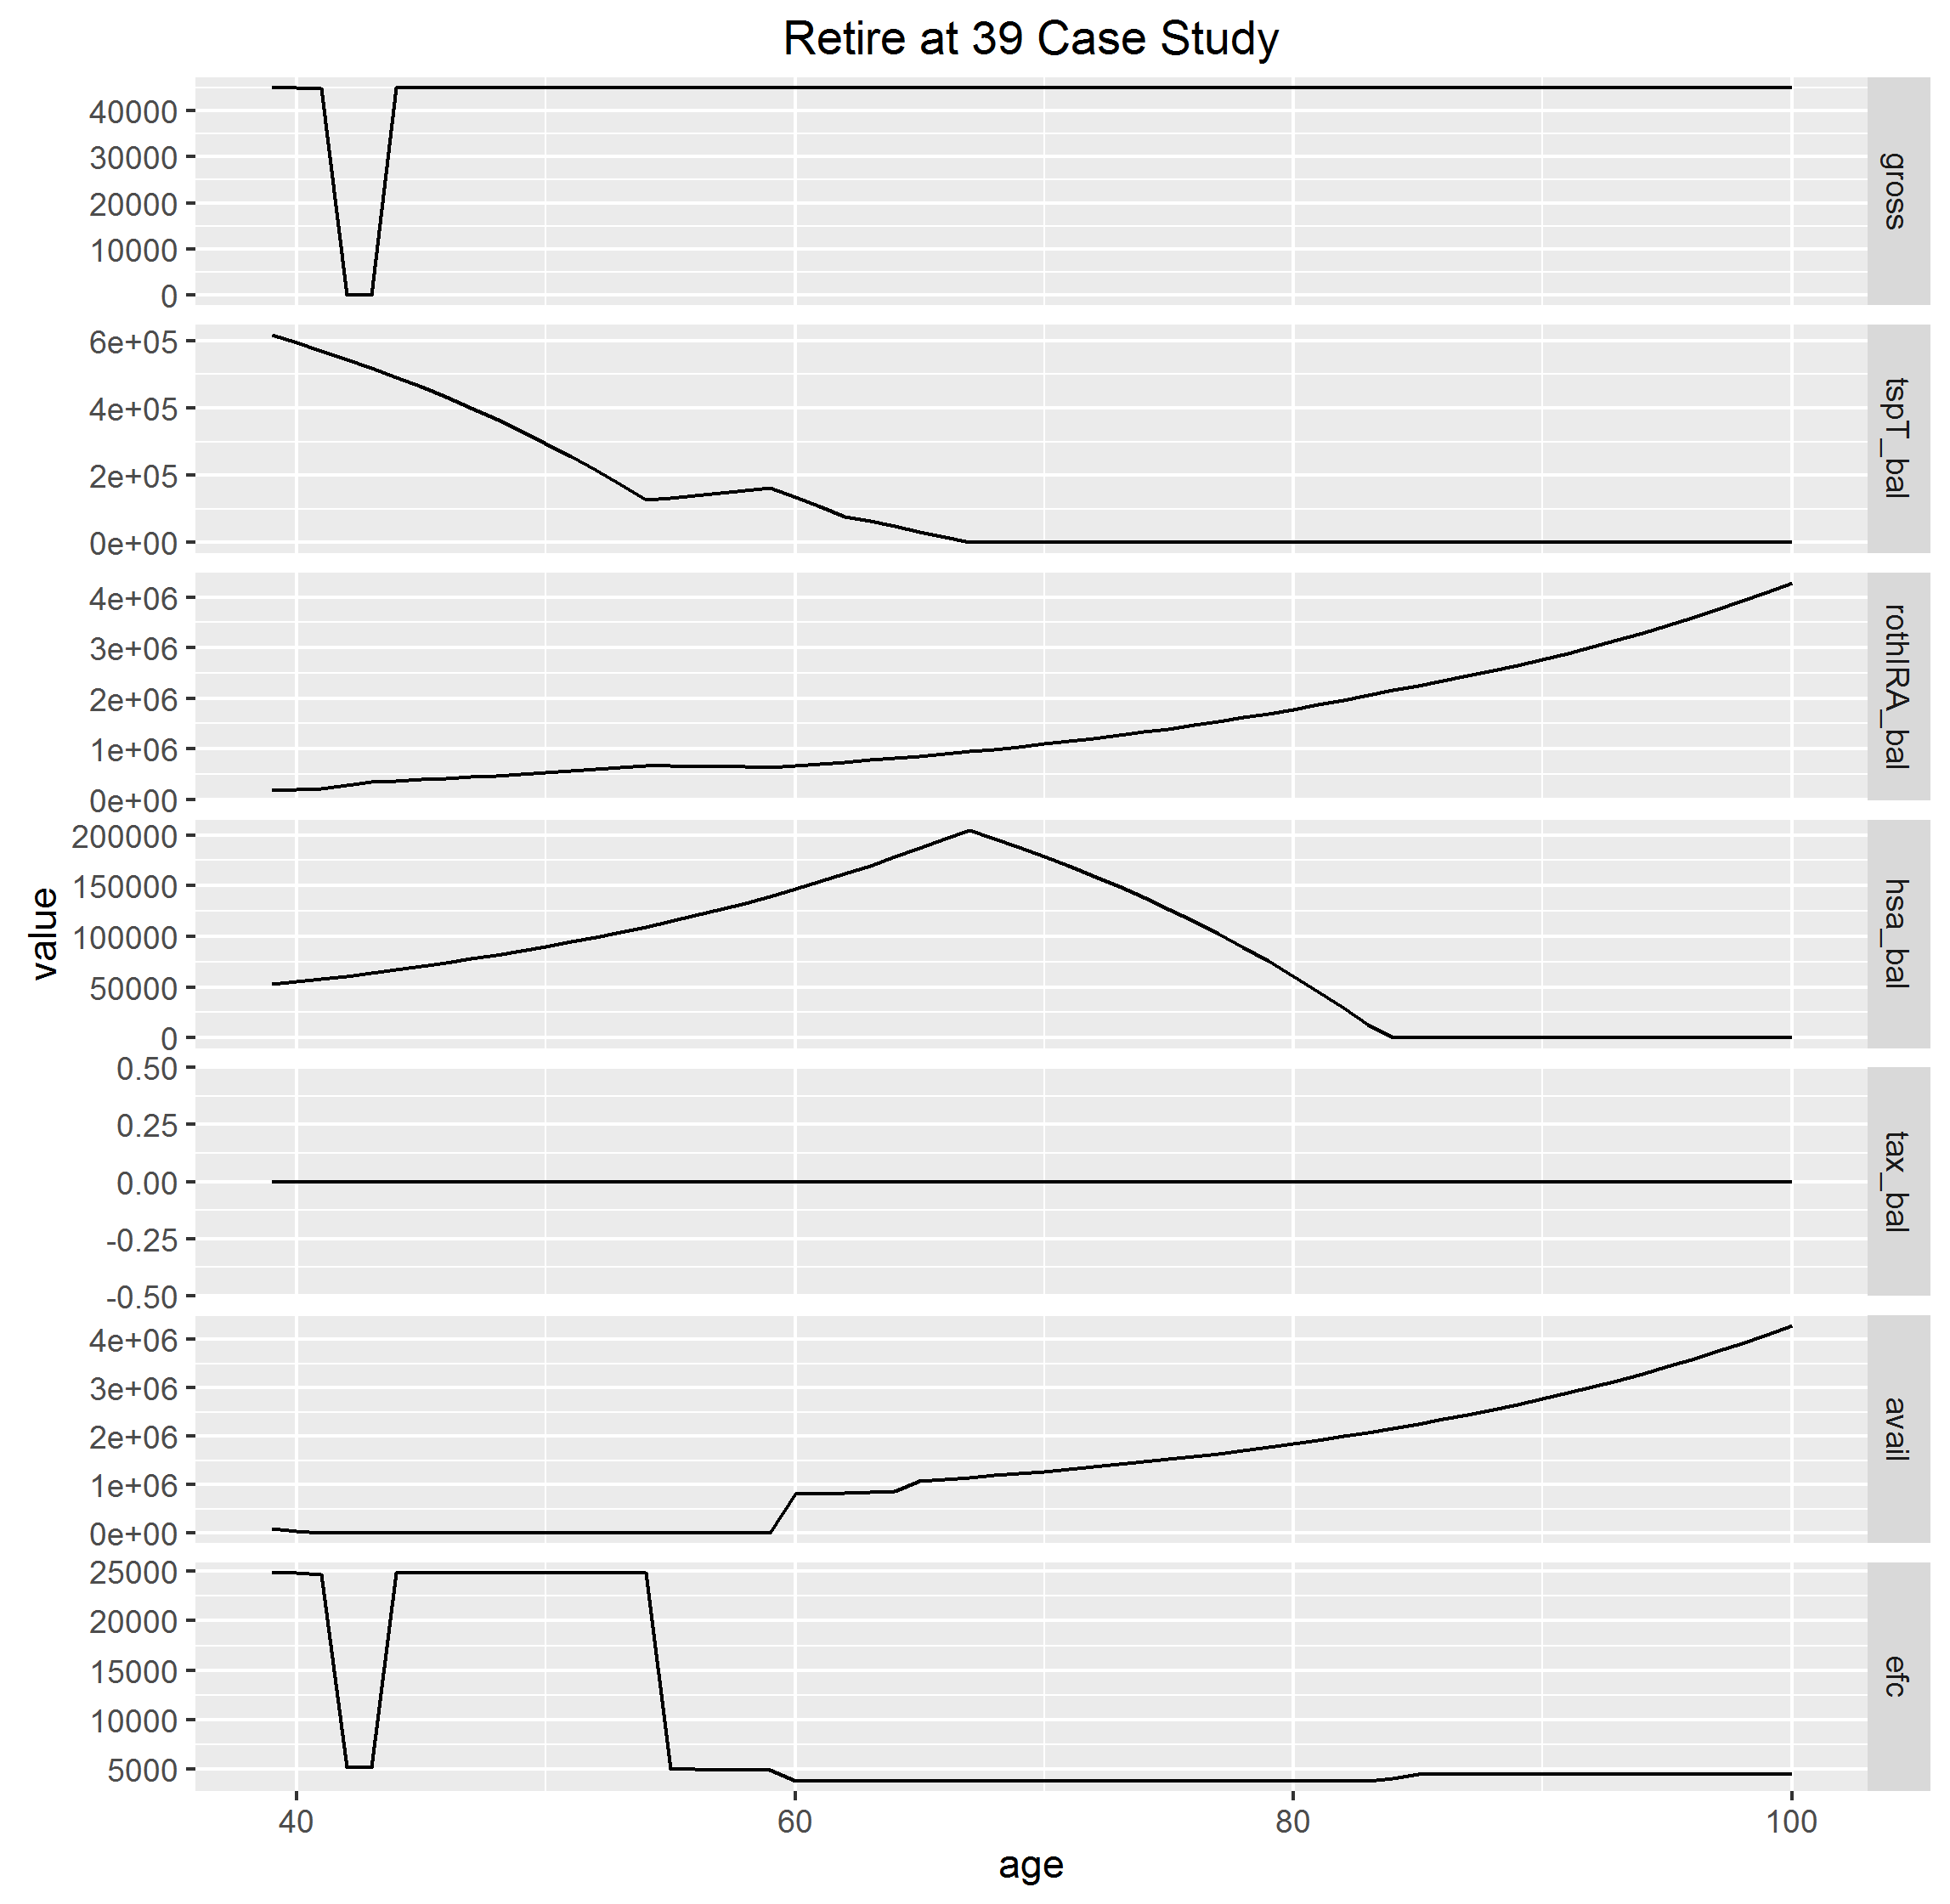 Retire at 39 Case Study
40000
30000
20000
10000
0
gross
6e+05
4e+05
2e+05
0e+00
tspT_bal
4e+06
3e+06
2e+06
1e+06
0e+00
rothIRA_bal
200000
150000
100000
50000
0
hsa_bal
value
0.50
0.25
0.00
-0.25
-0.50
tax_bal
4e+06
3e+06
2e+06
1e+06
0e+00
avail
25000
20000
15000
10000
5000
efc
40 60 80 100
age